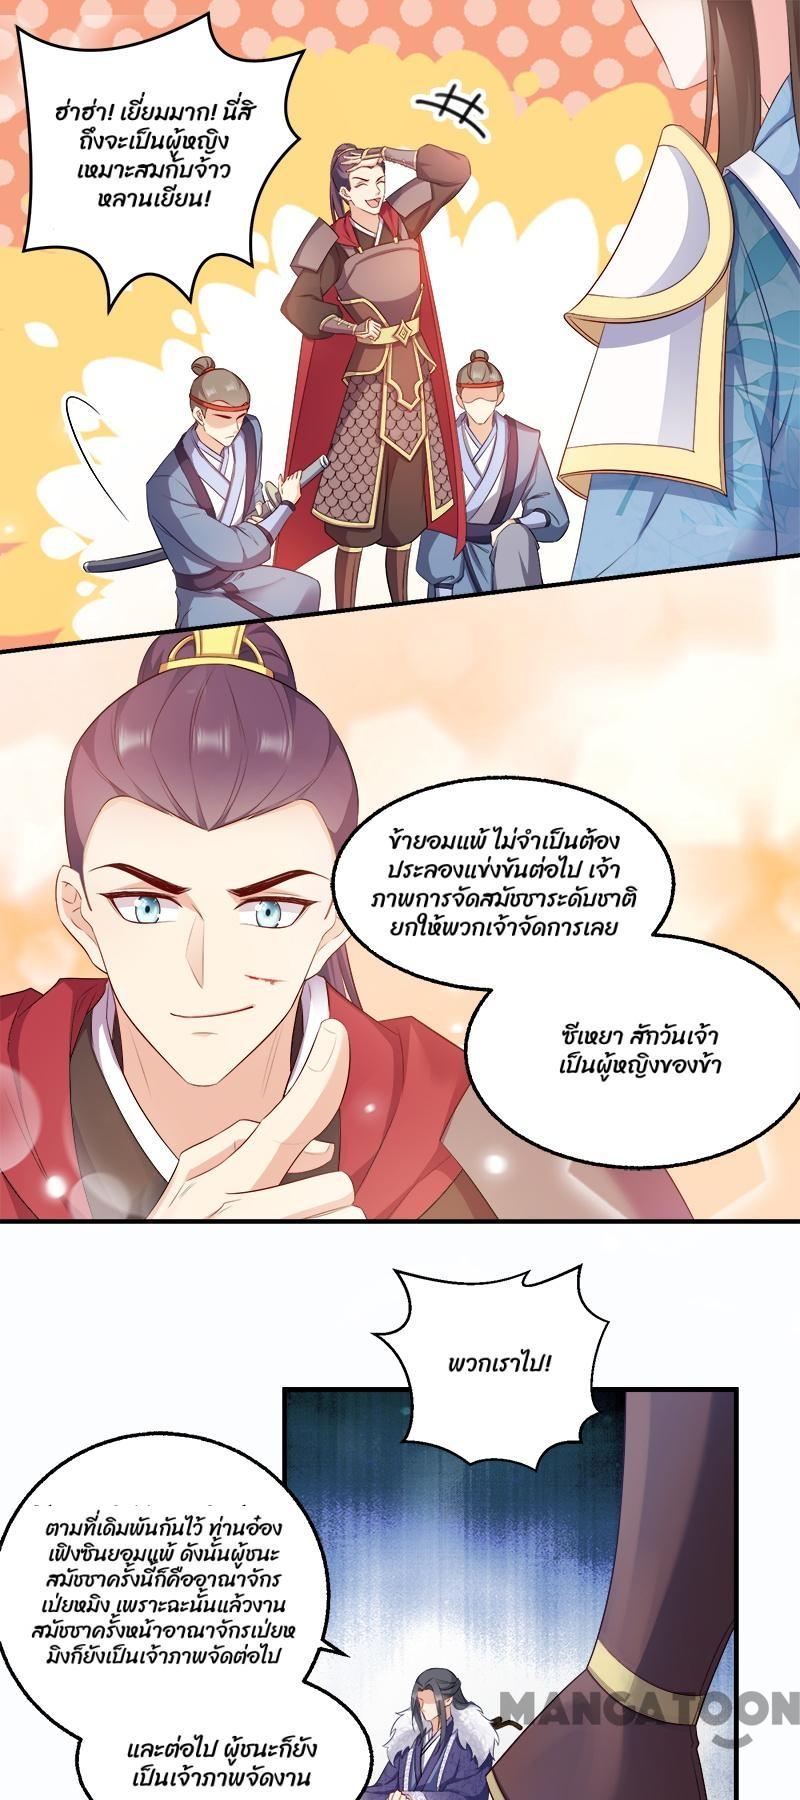 ฮ่าฮ่า! เยี่ยมมาก! นี่สิ
ถึงจะเป็นผู้หญิง
เหมาะสมกับจ้าว
หลานเยียน!
ข้ายอมแพ้ ไม่จำเป็นต้อง
ประลองแข่งขันต่อไป เจ้า
ภาพการจัดสมัชชาระดับชาติ
ยกให้พวกเจ้าจัดการเลย
ซีเหยา สักวันเจ้า
เป็นผู้หญิงของข้า
พวกเราไป!
ตามที่เดิมพันกันไว้ ท่านอ๋อง
เฟิงซินยอมแพ้ ดังนั้นผู้ชนะ
สมัชชาครั้งนี้ก็คืออาณาจักร
เป่ยหมิง เพราะฉะนั้นแล้วงาน
สมัชชาครั้งหน้าอาณาจักรเป่ยห
มิงก็ยังเป็นเจ้าภาพจัดต่อไป
และต่อไป ผู้ชนะก็ยัง
เป็นเจ้าภาพจัดงาน
MANGATOON